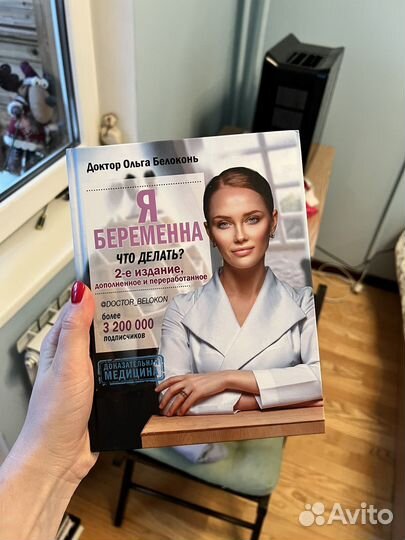 Доктор Ольга Белоконь
Я
БЕРЕМЕННА
ЧТО ДЕЛАТЬ?
2-е издание,
дополненное и переработанное
@DOCTOR_BELOKON
более
3 200 000
подписчиков
ДОКАЗАТЕЛЬНАЯ
МЕДИЦИНА
Avito